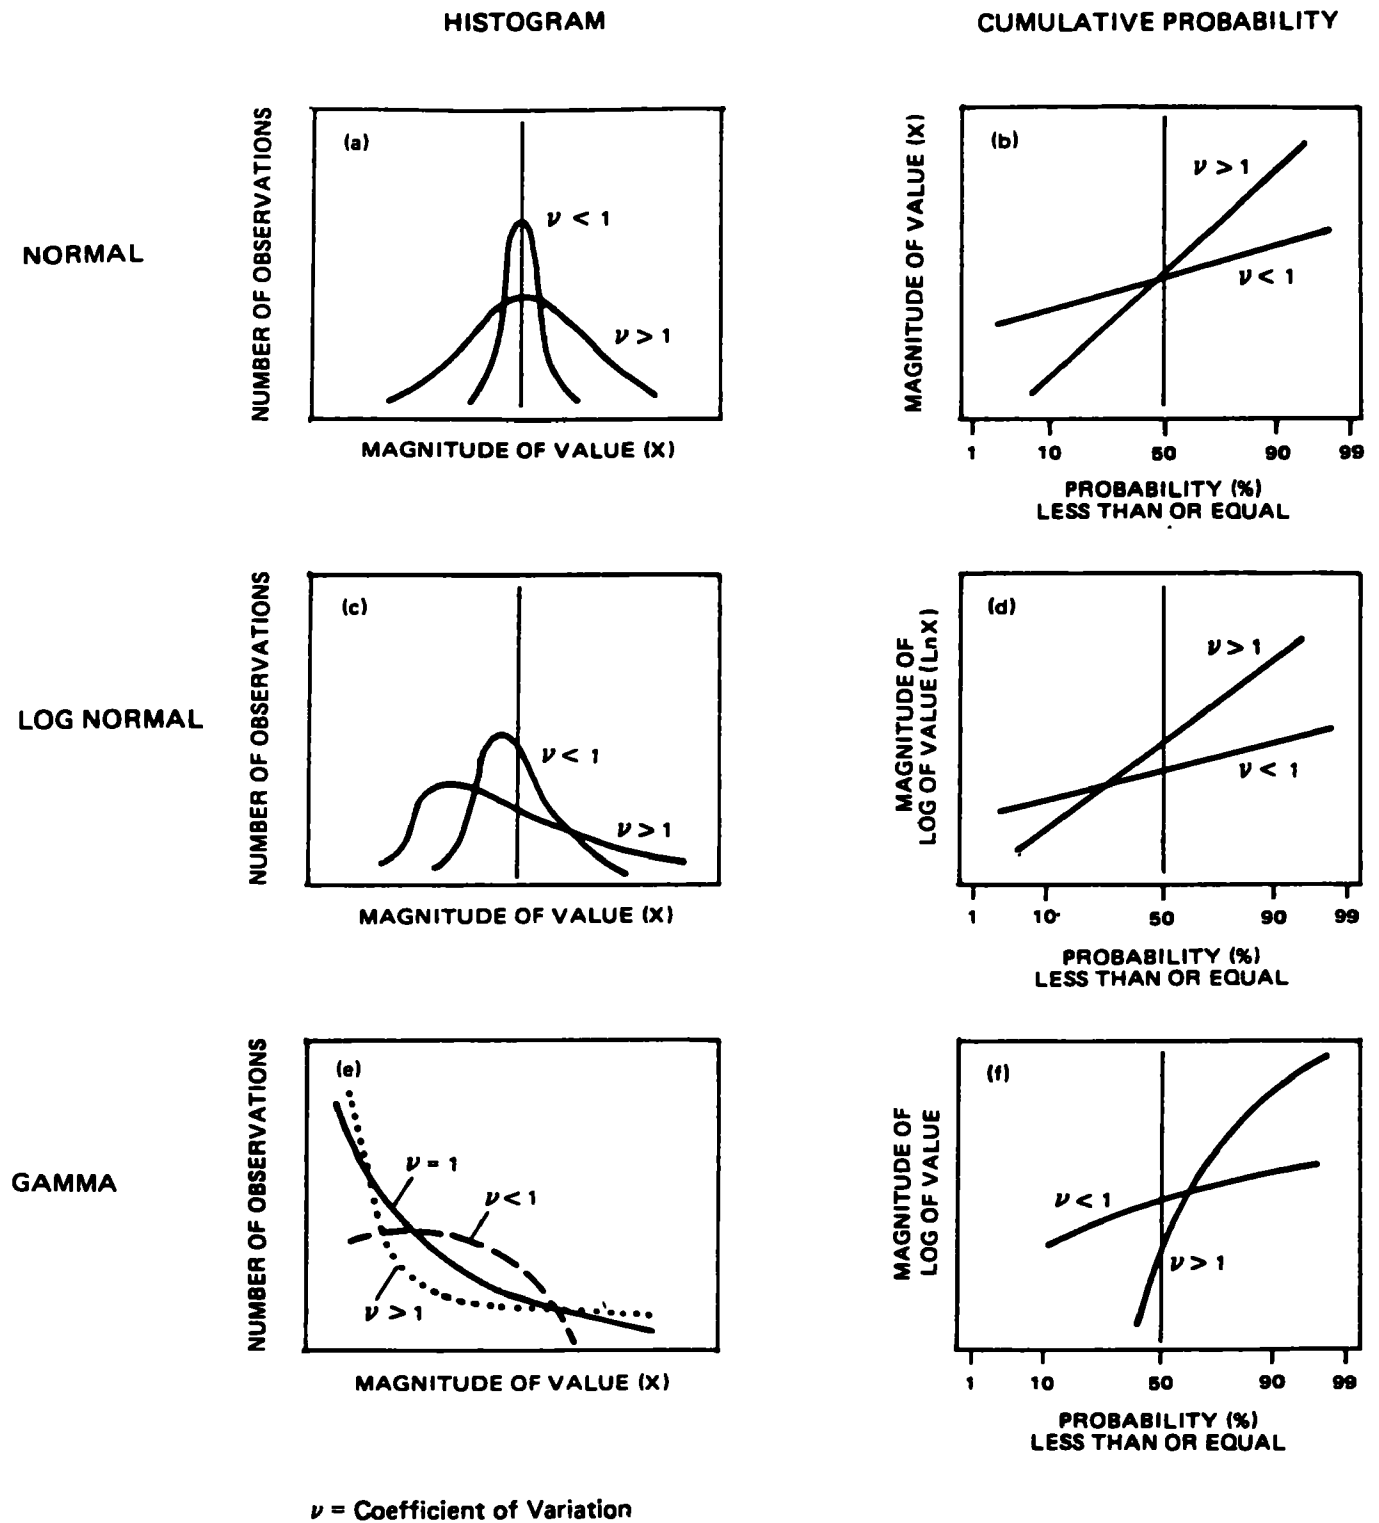 HISTOGRAM
CUMULATIVE PROBABILITY
NORMAL
NUMBER OF OBSERVATIONS
(a)
ν < 1
ν > 1
MAGNITUDE OF VALUE (X)
MAGNITUDE OF VALUE (X)
(b)
ν > 1
ν < 1
1 10 50 90 99
PROBABILITY (%)
LESS THAN OR EQUAL
LOG NORMAL
NUMBER OF OBSERVATIONS
(c)
ν < 1
ν > 1
MAGNITUDE OF VALUE (X)
MAGNITUDE OF
LOG OF VALUE (LnX)
(d)
ν > 1
ν < 1
1 10 50 90 99
PROBABILITY (%)
LESS THAN OR EQUAL
GAMMA
NUMBER OF OBSERVATIONS
(e)
ν = 1
ν < 1
ν > 1
MAGNITUDE OF VALUE (X)
MAGNITUDE OF
LOG OF VALUE
(f)
ν < 1
ν > 1
1 10 50 90 99
PROBABILITY (%)
LESS THAN OR EQUAL
ν = Coefficient of Variation